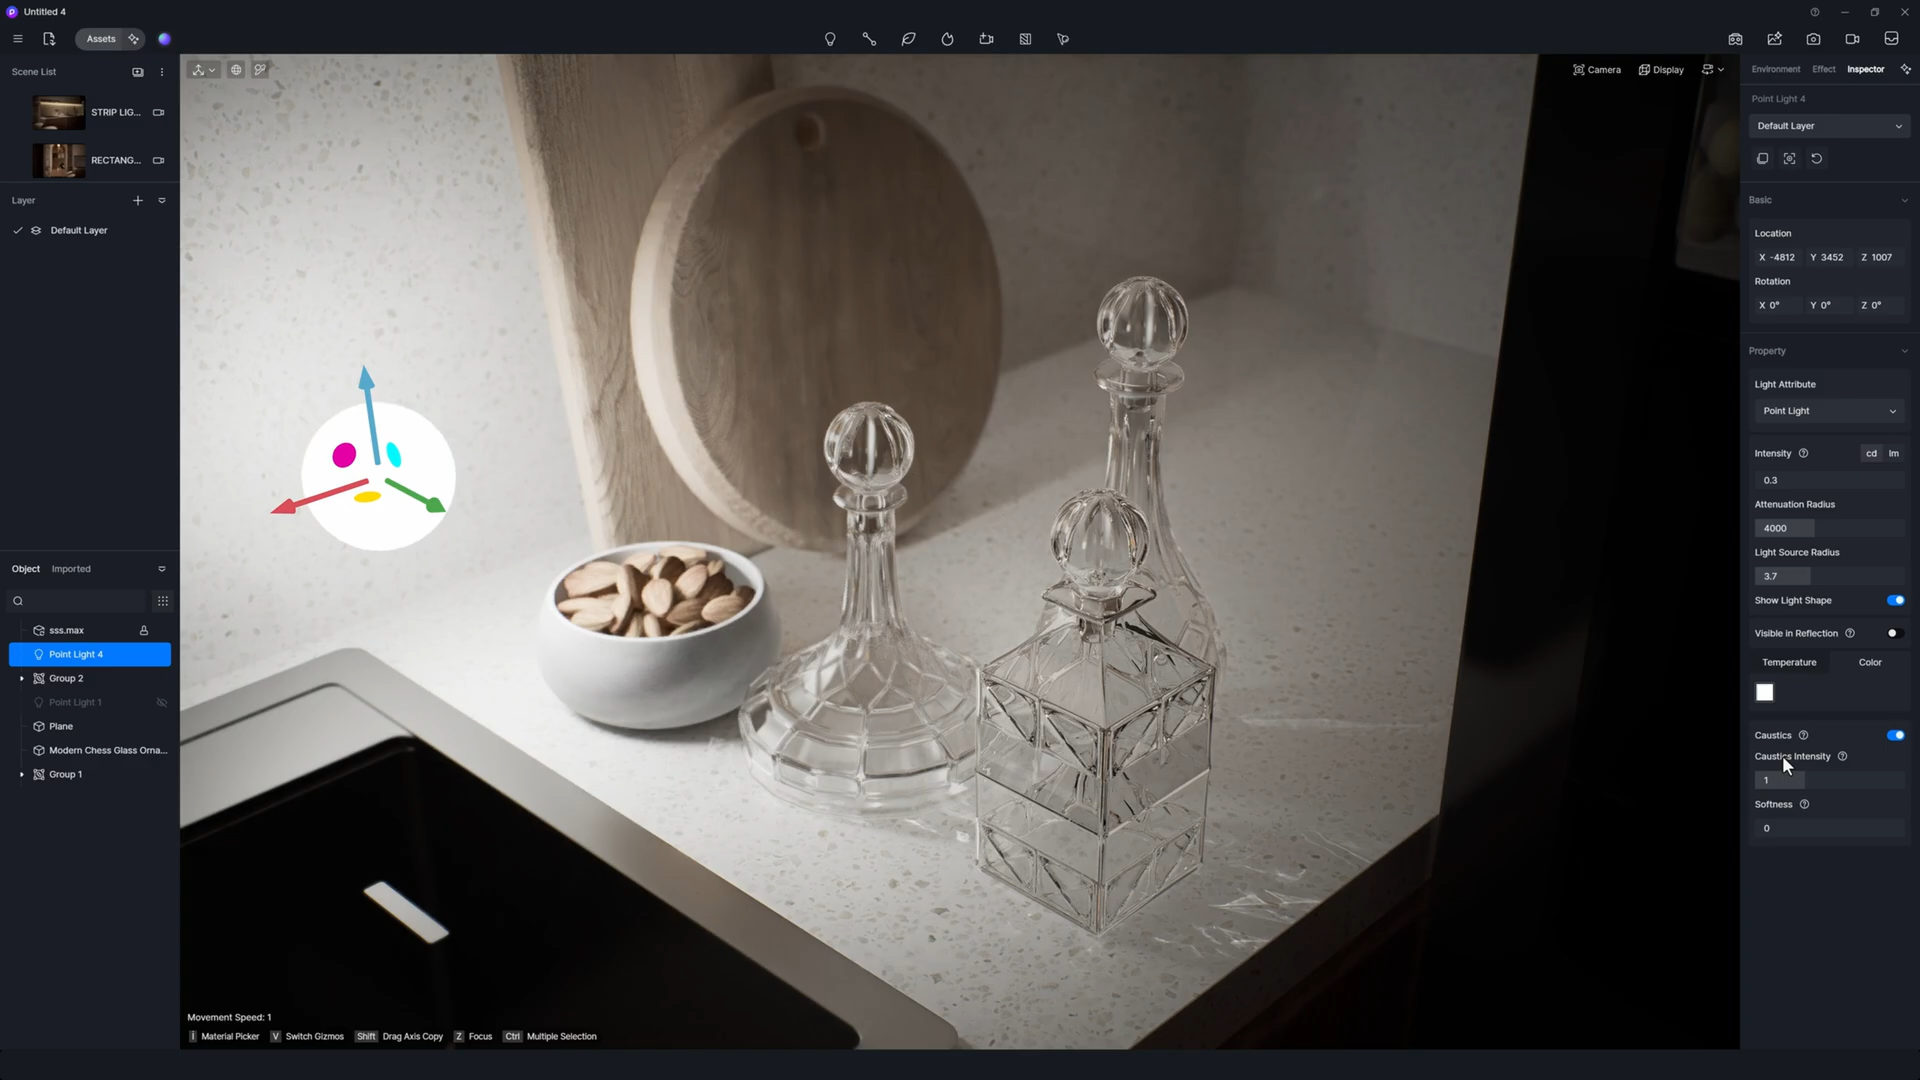 Untitled 4
Assets
Scene List
STRIP LIG...
RECTANG...
Layer
Default Layer
Object Imported
sss.max
Point Light 4
Group 2
Point Light 1
Plane
Modern Chess Glass Orna...
Group 1
Camera Display
Movement Speed: 1
I Material Picker V Switch Gizmos Shift Drag Axis Copy Z Focus Ctrl Multiple Selection
Environment Effect Inspector
Point Light 4
Default Layer
Basic
Location
X -4812 Y 3452 Z 1007
Rotation
X 0° Y 0° Z 0°
Property
Light Attribute
Point Light
Intensity cd lm
0.3
Attenuation Radius
4000
Light Source Radius
3.7
Show Light Shape
Visible in Reflection
Temperature Color
Caustics
Caustics Intensity
1
Softness
0